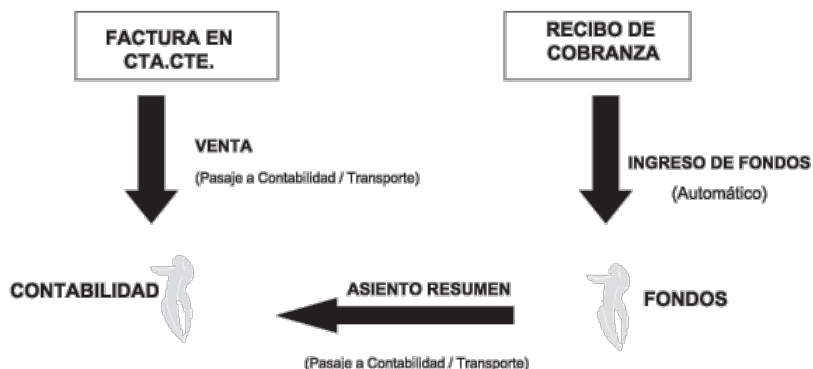 FACTURA EN
CTA.CTE.
RECIBO DE
COBRANZA
VENTA
(Pasaje a Contabilidad / Transporte)
INGRESO DE FONDOS
(Automático)
CONTABILIDAD
ASIENTO RESUMEN
FONDOS
(Pasaje a Contabilidad / Transporte)